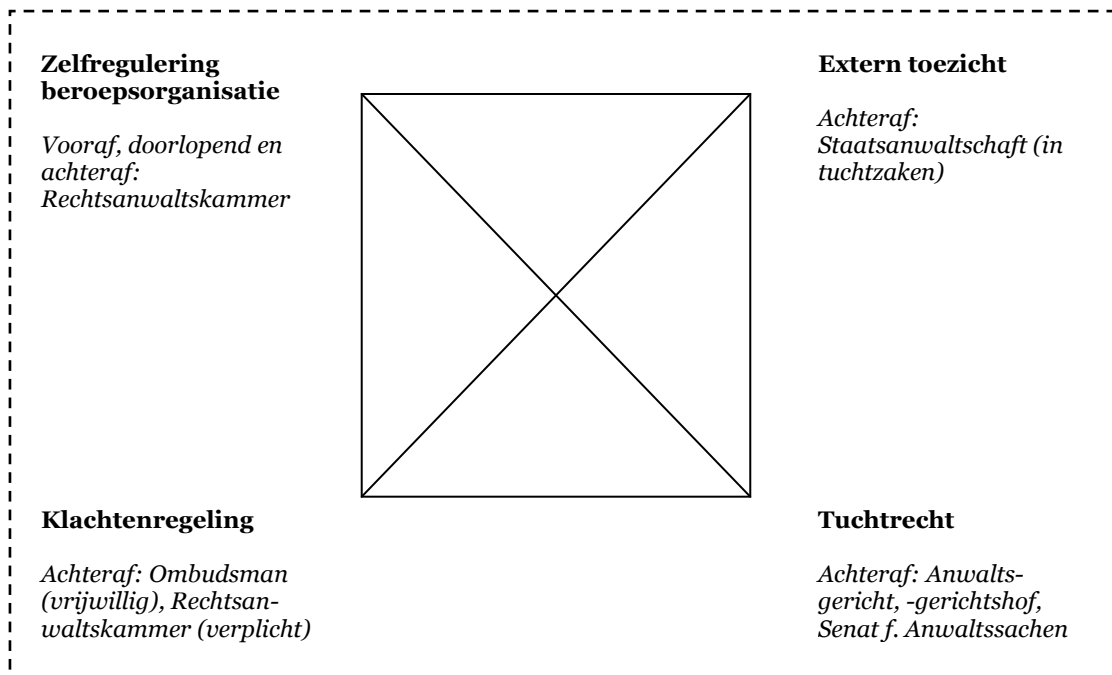 Zelfregulering
beroepsorganisatie
Vooraf, doorlopend en
achteraf:
Rechtsanwaltskammer
Extern toezicht
Achteraf:
Staatsanwaltschaft (in
tuchtzaken)
Klachtenregeling
Achteraf: Ombudsman
(vrijwillig), Rechtsan-
waltskammer (verplicht)
Tuchtrecht
Achteraf: Anwalts-
gericht, -gerichtshof,
Senat f. Anwaltssachen